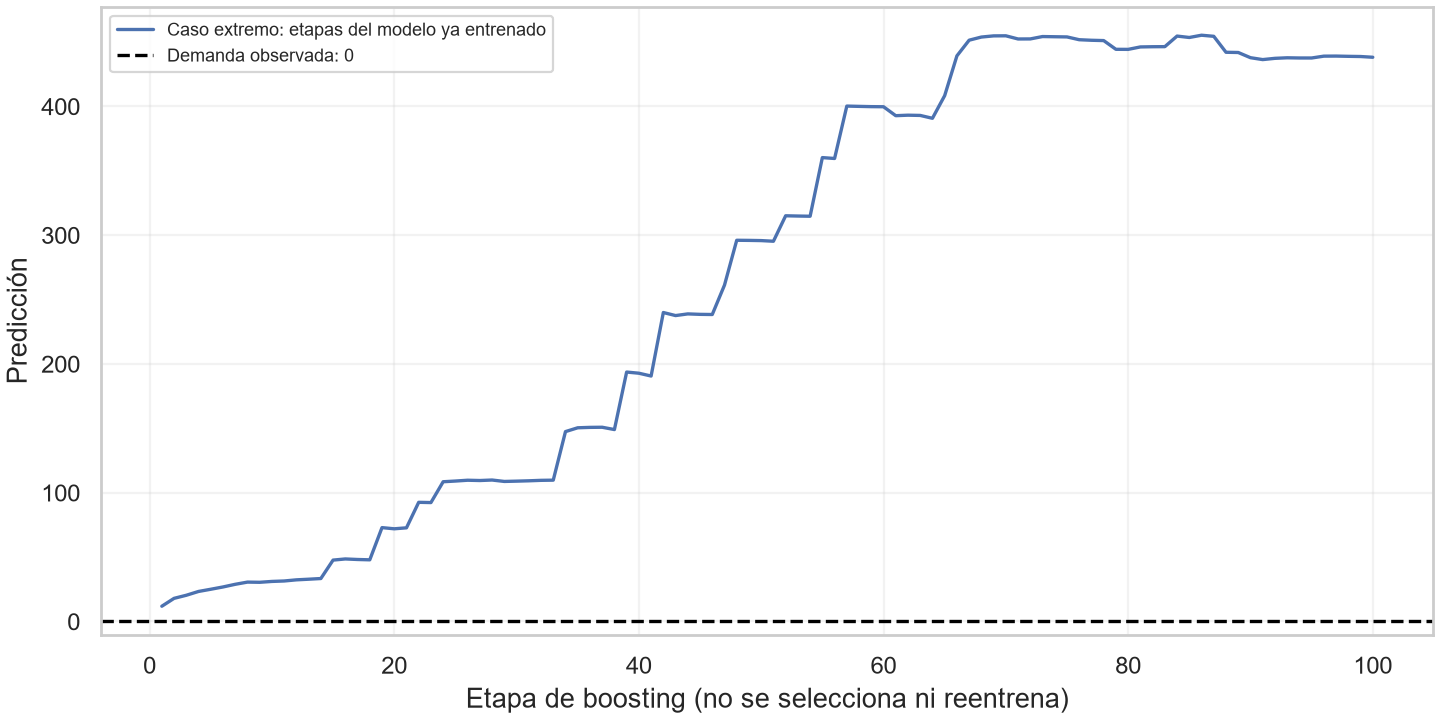 Caso extremo: etapas del modelo ya entrenado
Demanda observada: 0
Predicción
400
300
200
100
0
0 20 40 60 80 100
Etapa de boosting (no se selecciona ni reentrena)